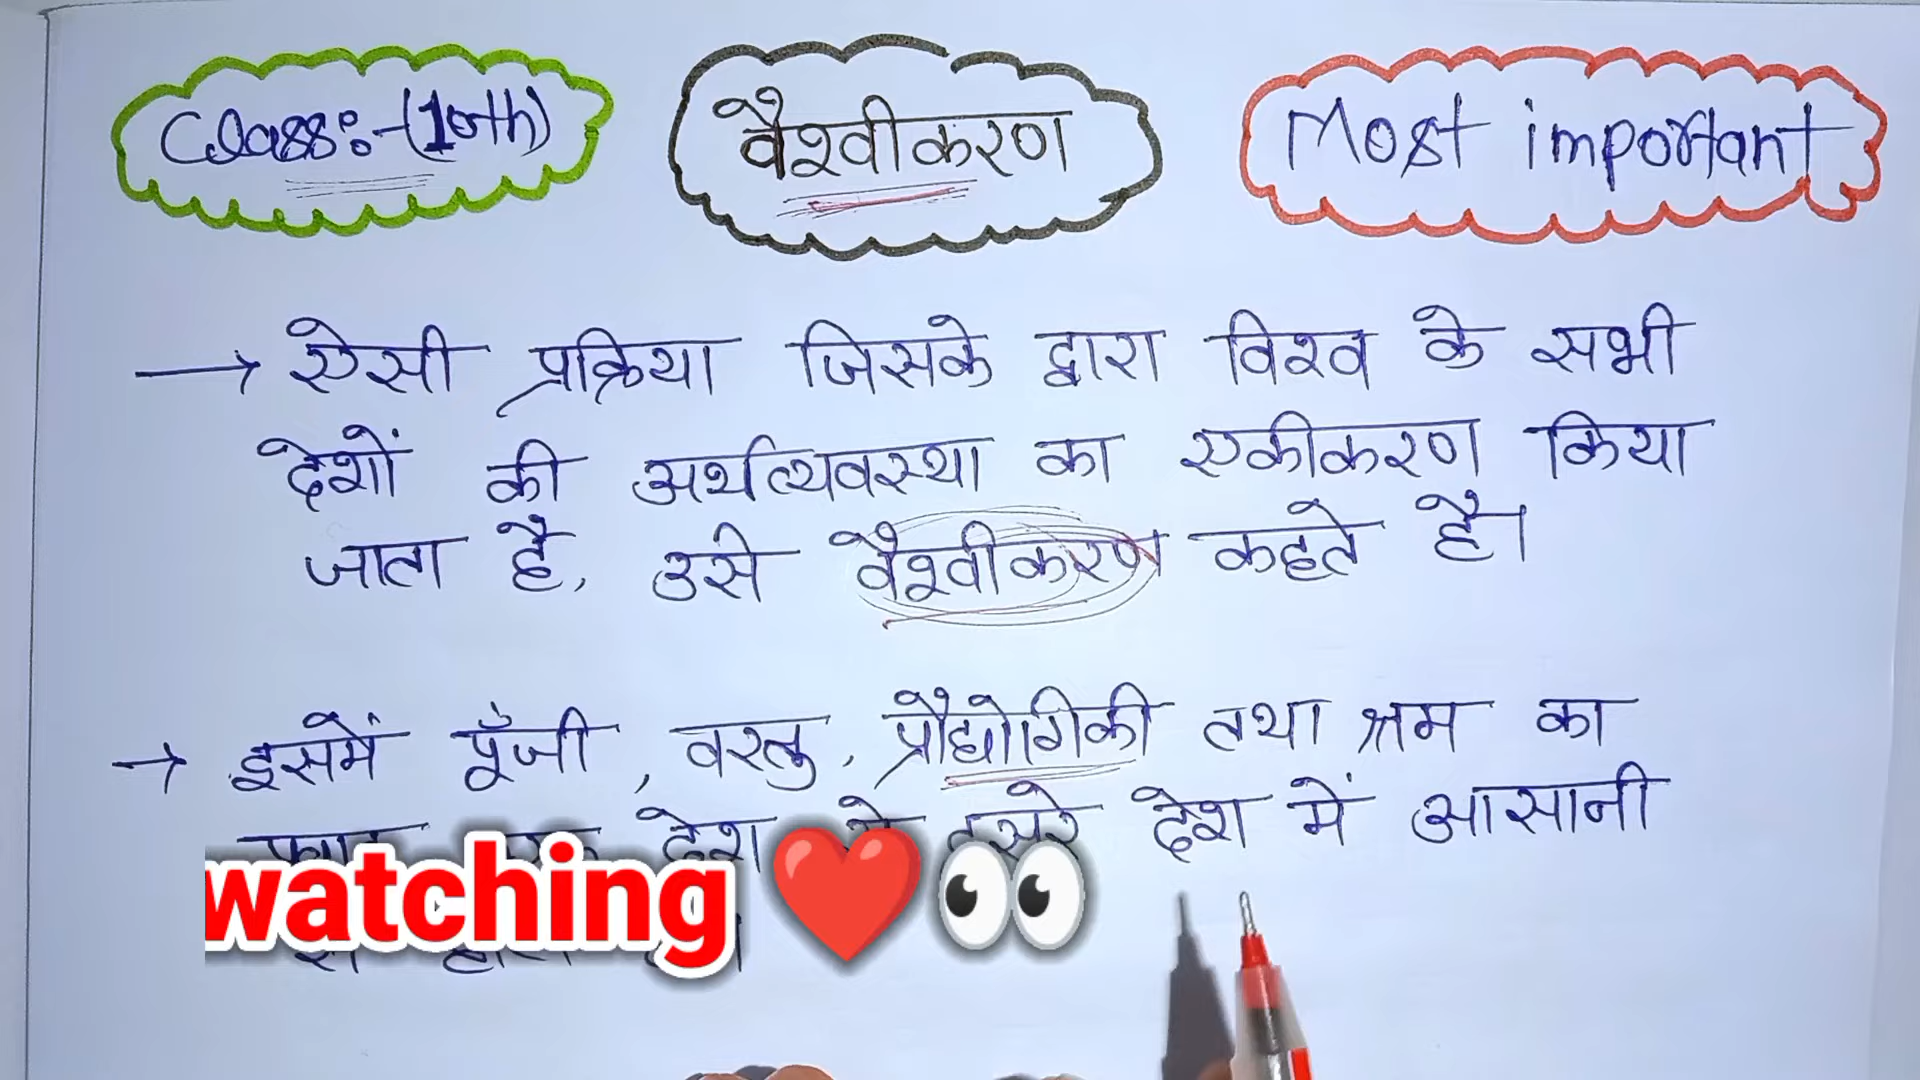 Class:-(10th)
वैश्वीकरण
Most important
→ ऐसी प्रक्रिया जिसके द्वारा विश्व के सभी
देशों की अर्थव्यवस्था का एकीकरण किया
जाता है, उसे वैश्वीकरण कहते है।
→ इसमें पूँजी, वस्तु, प्रौद्योगिकी तथा श्रम का
देश दूसरे देश में आसानी
watching ❤️👀